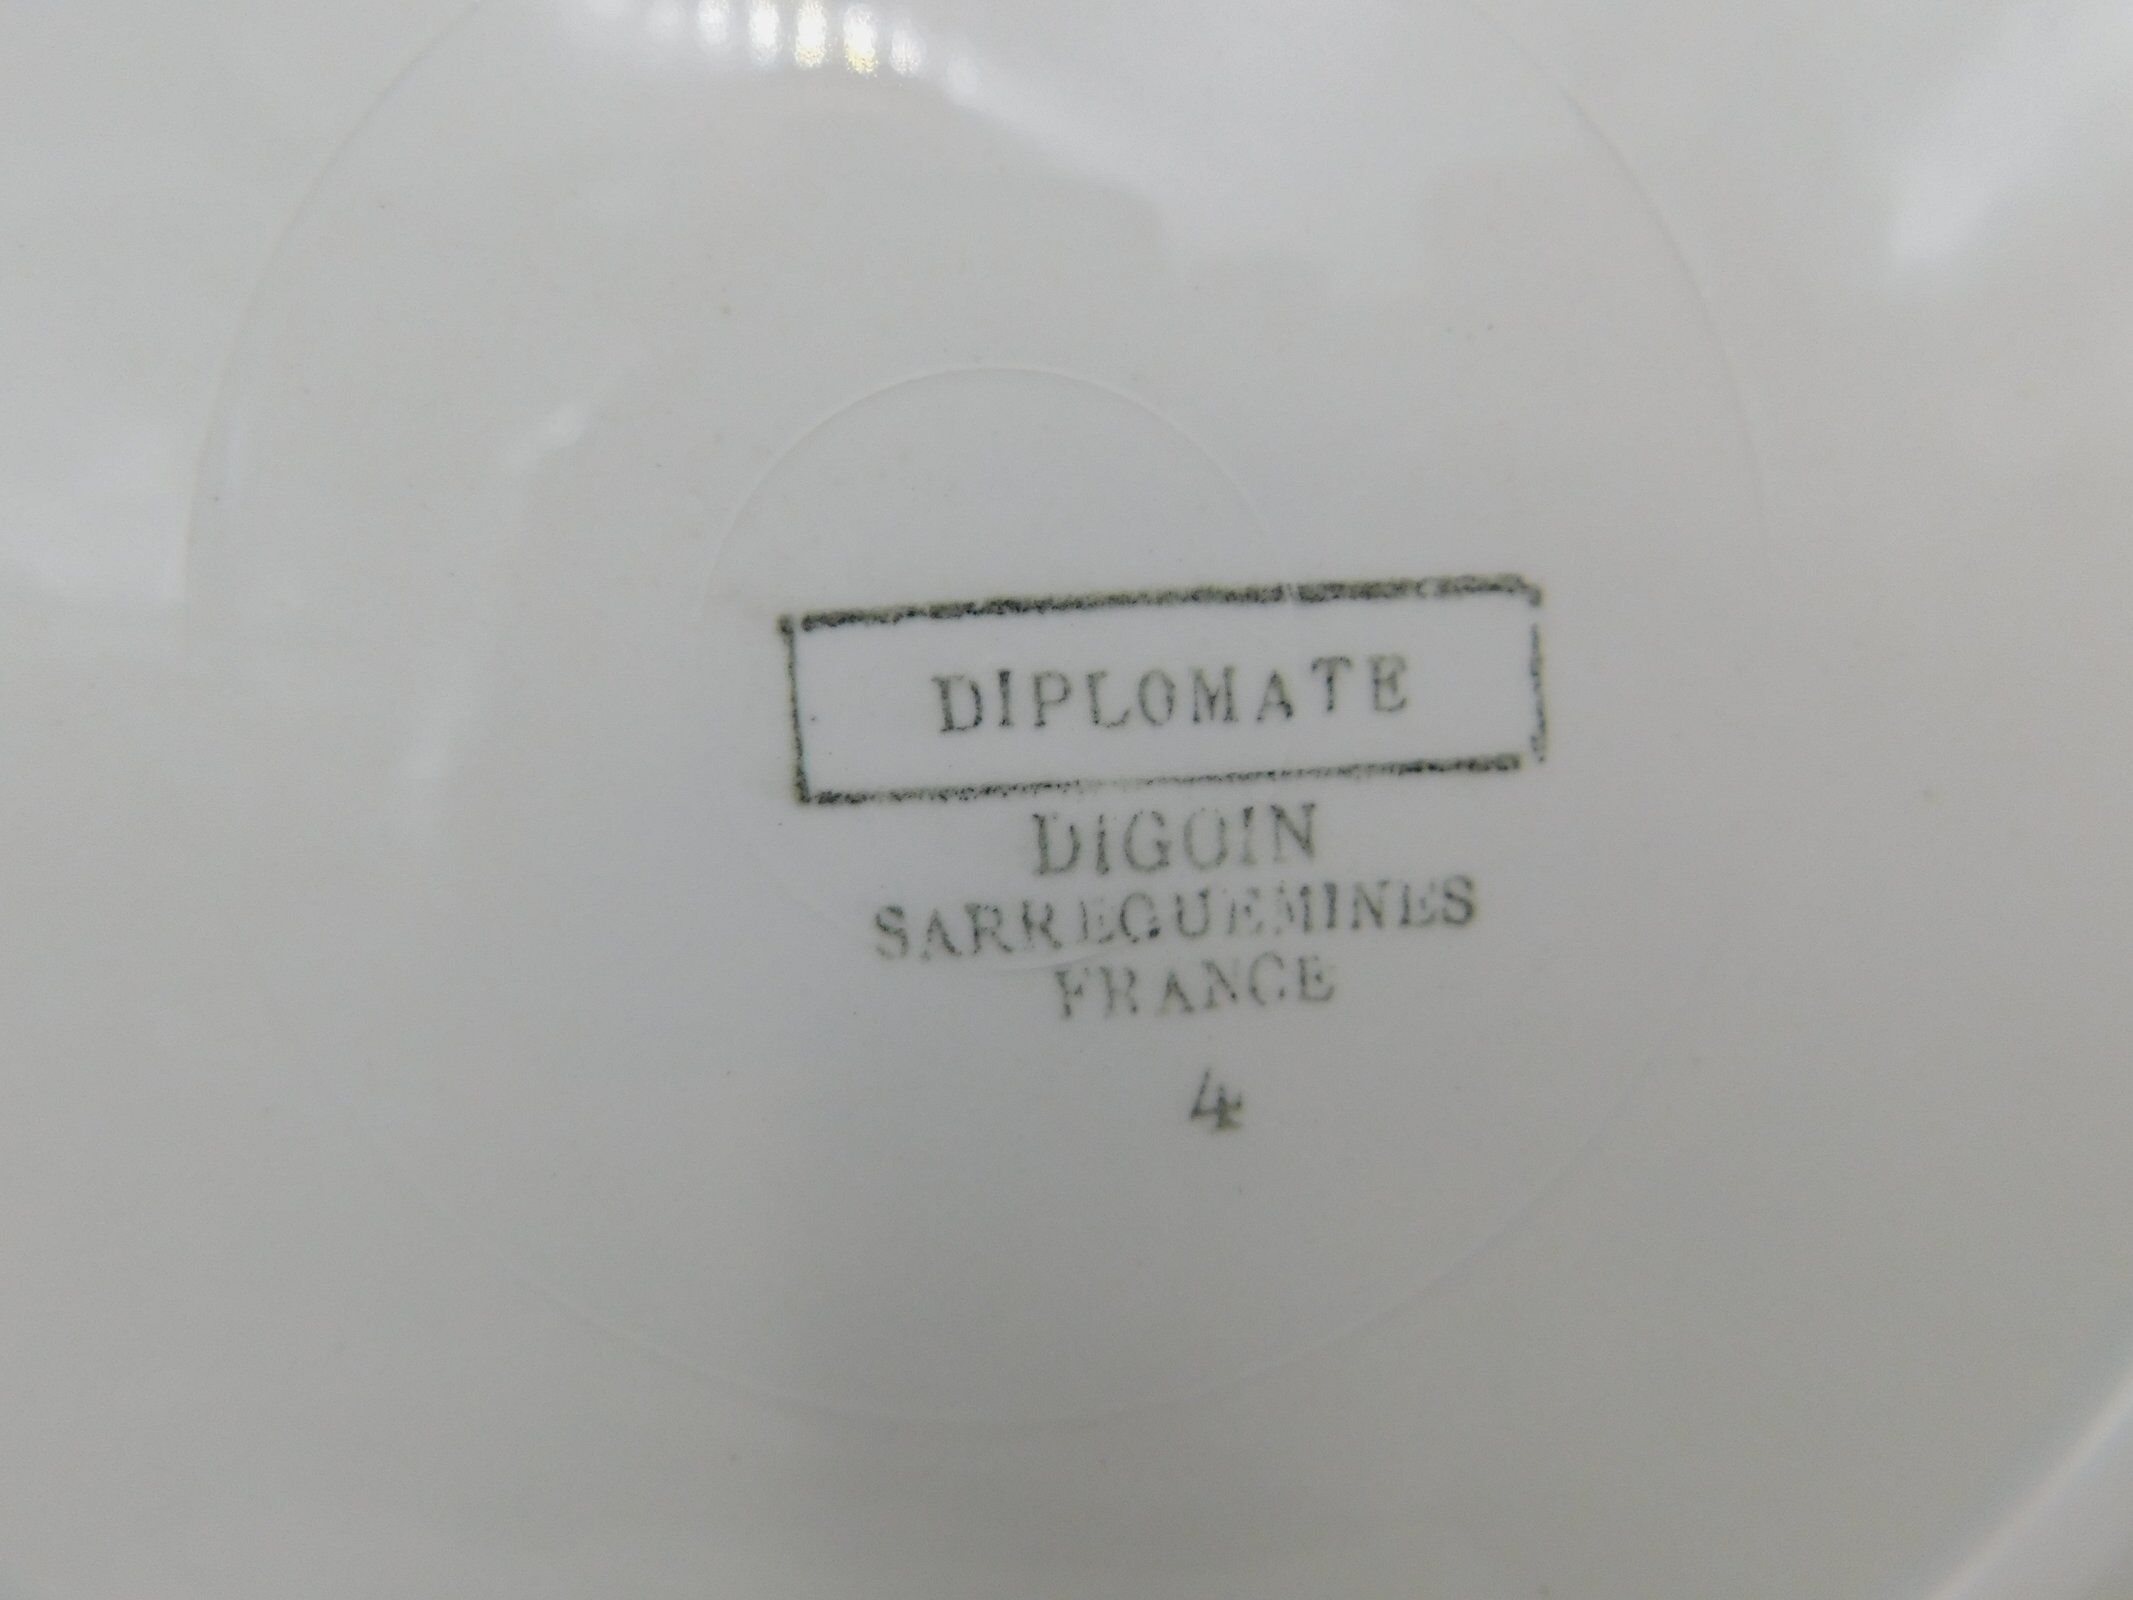 DIPLOMATE
DIGOIN
SARREGUEMINES
FRANCE
4